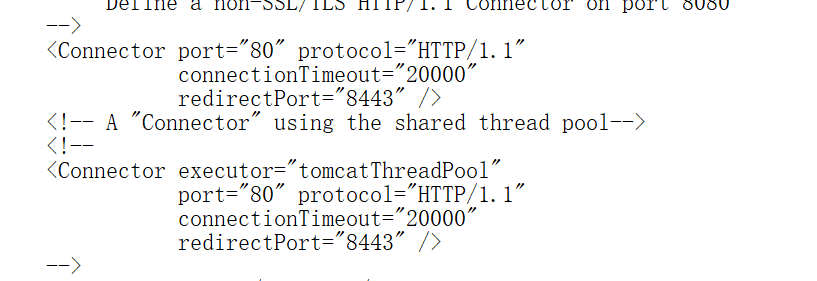 Define a non-SSL/TLS HTTP/1.1 Connector on port 8080
-->
<Connector port="80" protocol="HTTP/1.1"
connectionTimeout="20000"
redirectPort="8443" />
<!-- A "Connector" using the shared thread pool-->
<!--
<Connector executor="tomcatThreadPool"
port="80" protocol="HTTP/1.1"
connectionTimeout="20000"
redirectPort="8443" />
-->